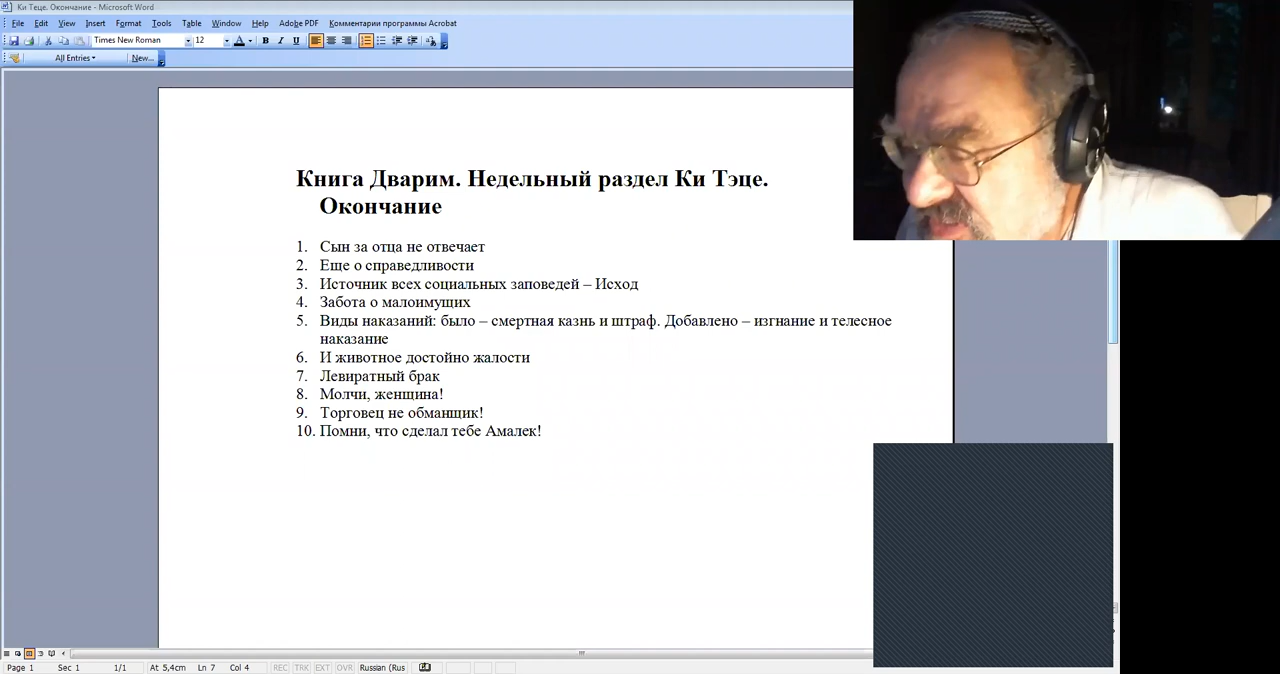 Ки Теце. Окончание - Microsoft Word
File Edit View Insert Format Tools Table Window Help Adobe PDF Комментарии программы Acrobat
Times New Roman 12 A B I U
All Entries New...
Книга Дварим. Недельный раздел Ки Тэце.
Окончание
1. Сын за отца не отвечает
2. Еще о справедливости
3. Источник всех социальных заповедей – Исход
4. Забота о малоимущих
5. Виды наказаний: было – смертная казнь и штраф. Добавлено – изгнание и телесное
наказание
6. И животное достойно жалости
7. Левиратный брак
8. Молчи, женщина!
9. Торговец не обманщик!
10. Помни, что сделал тебе Амалек!
Page 1 Sec 1 1/1 At 5,4cm Ln 7 Col 4 REC TRK EXT OVR Russian (Rus